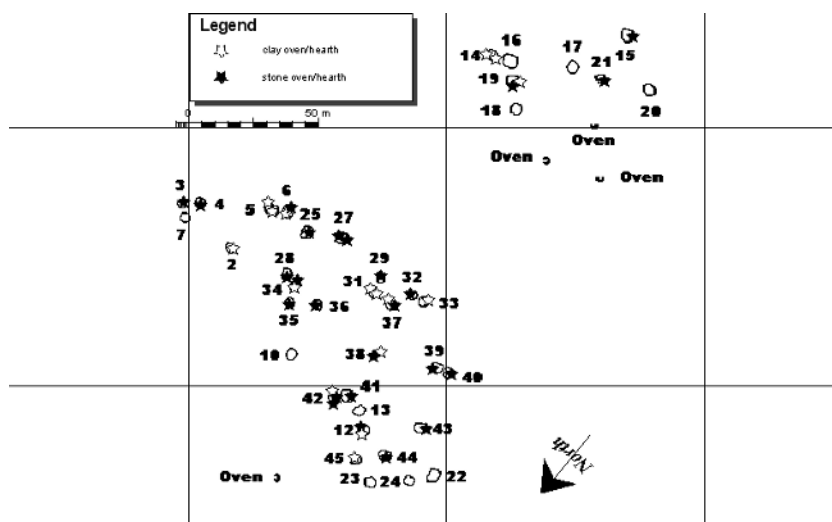 Legend
clay oven/hearth
stone oven/hearth
0 50 m
14 16 17 15
19 21
18 20
Oven
Oven
Oven
3 6
4 5 25 27
7
2 28 29
34 31 32 33
35 36 37
10 38 39
40
42 41
13
12 43
45 44
Oven 23 24 22
North